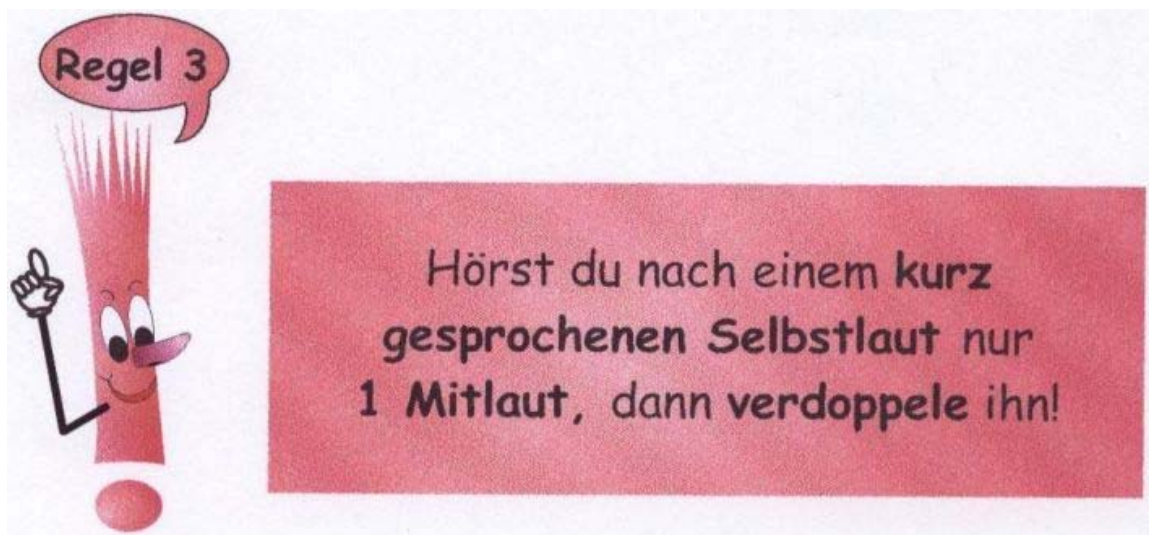 Regel 3
Hörst du nach einem kurz
gesprochenen Selbstlaut nur
1 Mitlaut, dann verdoppele ihn!